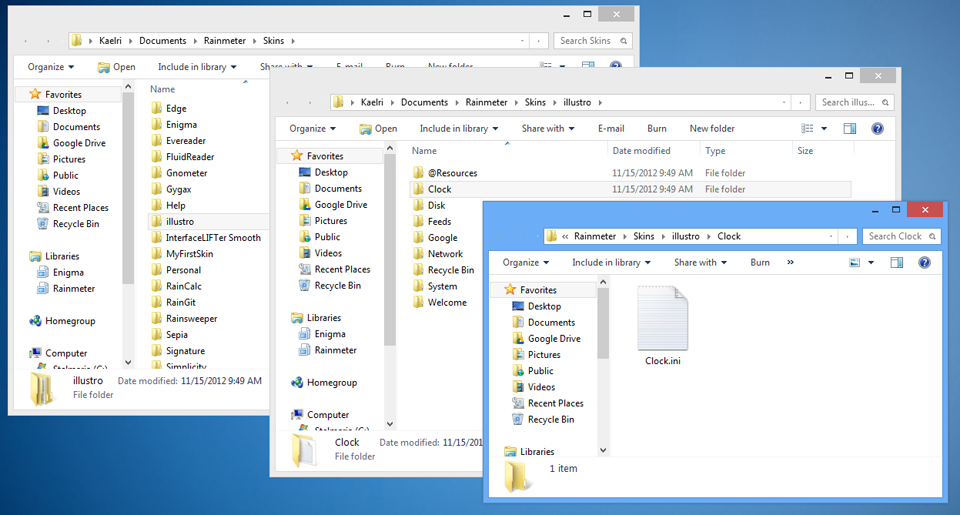 Kaelri Documents Rainmeter Skins
Search Skins
Organize Open Include in library Share with E-mail Burn New folder
Favorites
Desktop
Documents
Google Drive
Pictures
Public
Videos
Recent Places
Recycle Bin
Libraries
Enigma
Rainmeter
Homegroup
Computer
Name
Edge
Enigma
Evereader
FluidReader
Gnometer
Gygax
Help
illustro
InterfaceLIFTer Smooth
MyFirstSkin
Personal
RainCalc
RainGit
Rainsweeper
Sepia
Signature
Simplicity
illustro Date modified: 11/15/2012 9:49 AM
File folder
Kaelri Documents Rainmeter Skins illustro
Search illus...
Organize Open Include in library Share with E-mail Burn New folder
Favorites
Desktop
Documents
Google Drive
Pictures
Public
Videos
Recent Places
Recycle Bin
Libraries
Enigma
Rainmeter
Homegroup
Computer
Name Date modified Type Size
@Resources 11/15/2012 9:49 AM File folder
Clock 11/15/2012 9:49 AM File folder
Disk
Feeds
Google
Network
Recycle Bin
System
Welcome
Clock Date modified: 11/15/201
File folder
« Rainmeter Skins illustro Clock
Search Clock
Organize Include in library Share with Burn »
Favorites
Desktop
Documents
Google Drive
Pictures
Public
Videos
Recent Places
Recycle Bin
Libraries
Clock.ini
1 item